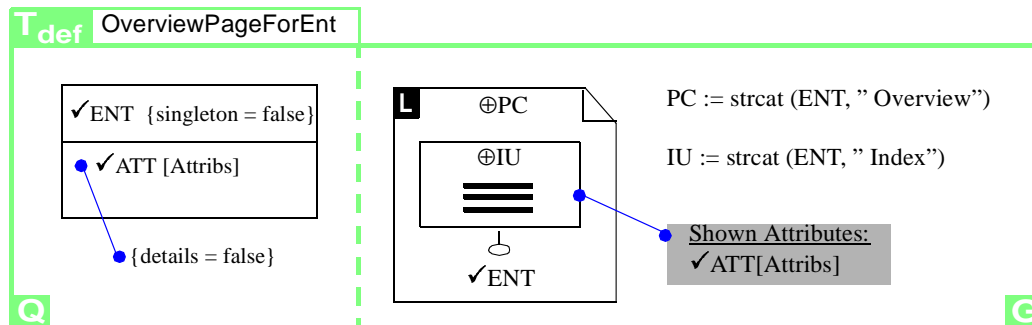 Tdef OverviewPageForEnt
✓ENT {singleton = false}
✓ATT [Attribs]
{details = false}
Q
L
⊕PC
⊕IU
✓ENT
PC := strcat (ENT, ” Overview”)
IU := strcat (ENT, ” Index”)
Shown Attributes:
✓ATT[Attribs]